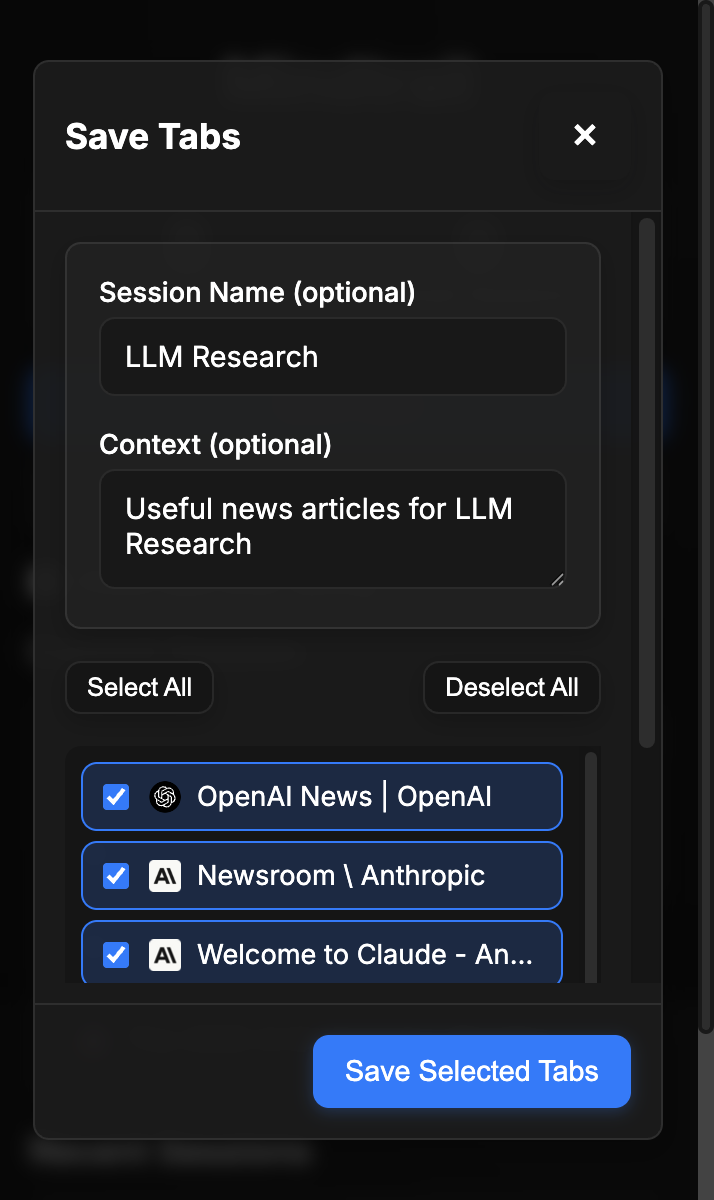 Save Tabs
Session Name (optional)
LLM Research
Context (optional)
Useful news articles for LLM
Research
Select All
Deselect All
OpenAI News | OpenAI
Newsroom \ Anthropic
Welcome to Claude - An...
Save Selected Tabs